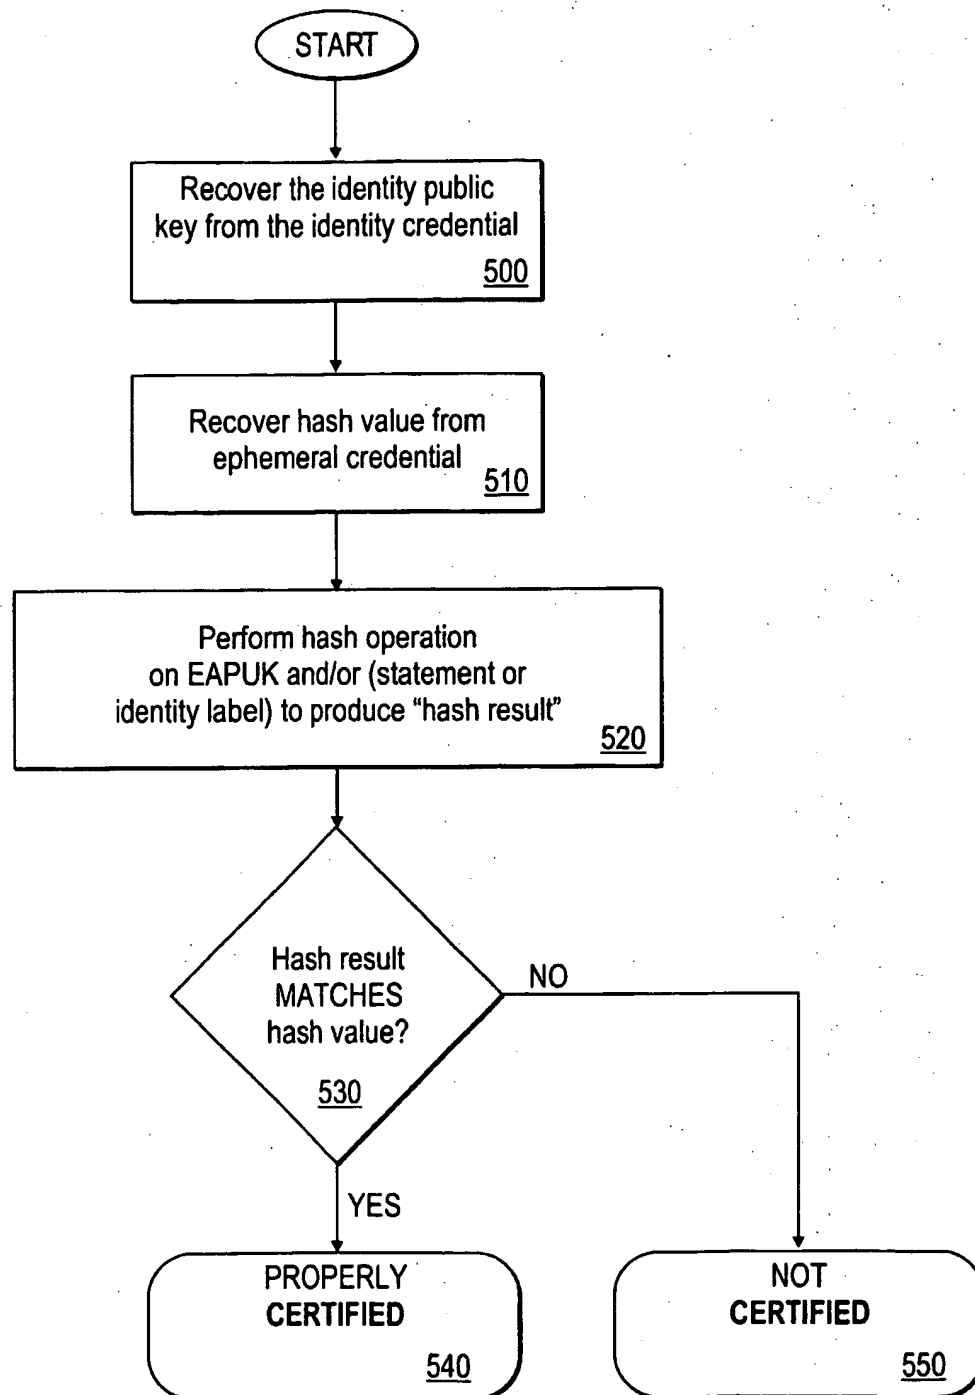 START
Recover the identity public
key from the identity credential
500
Recover hash value from
ephemeral credential
510
Perform hash operation
on EAPUK and/or (statement or
identity label) to produce “hash result”
520
Hash result
MATCHES
hash value?
530
NO
YES
PROPERLY
CERTIFIED
540
NOT
CERTIFIED
550